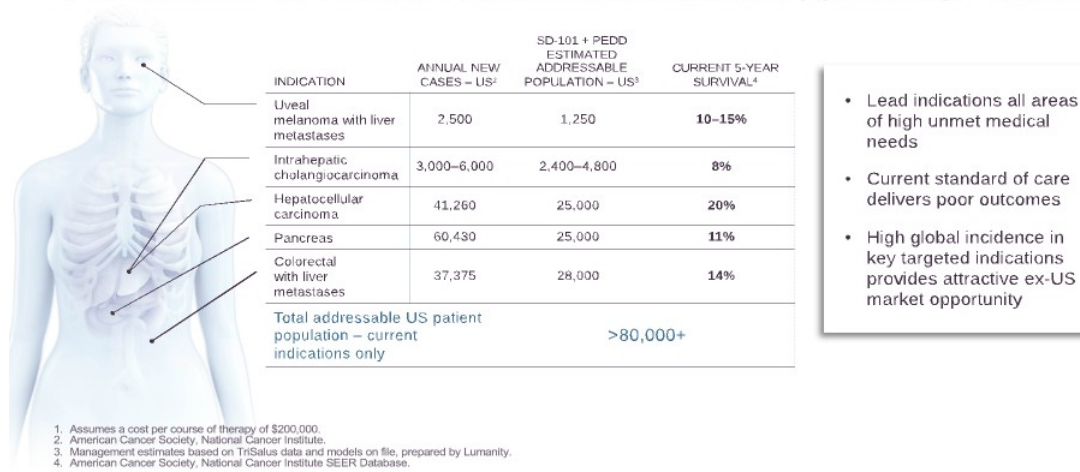 INDICATION
ANNUAL NEW
CASES – US²
SD-101 + PEDD
ESTIMATED
ADDRESSABLE
POPULATION – US³
CURRENT 5-YEAR
SURVIVAL⁴
Uveal
melanoma with liver
metastases
2,500
1,250
10–15%
Intrahepatic
cholangiocarcinoma
3,000–6,000
2,400–4,800
8%
Hepatocellular
carcinoma
41,260
25,000
20%
Pancreas
60,430
25,000
11%
Colorectal
with liver
metastases
37,375
28,000
14%
Total addressable US patient
population – current
indications only
>80,000+
• Lead indications all areas
of high unmet medical
needs
• Current standard of care
delivers poor outcomes
• High global incidence in
key targeted indications
provides attractive ex-US
market opportunity
1. Assumes a cost per course of therapy of $200,000.
2. American Cancer Society, National Cancer Institute.
3. Management estimates based on TriSalus data and models on file, prepared by Lumanity.
4. American Cancer Society, National Cancer Institute SEER Database.